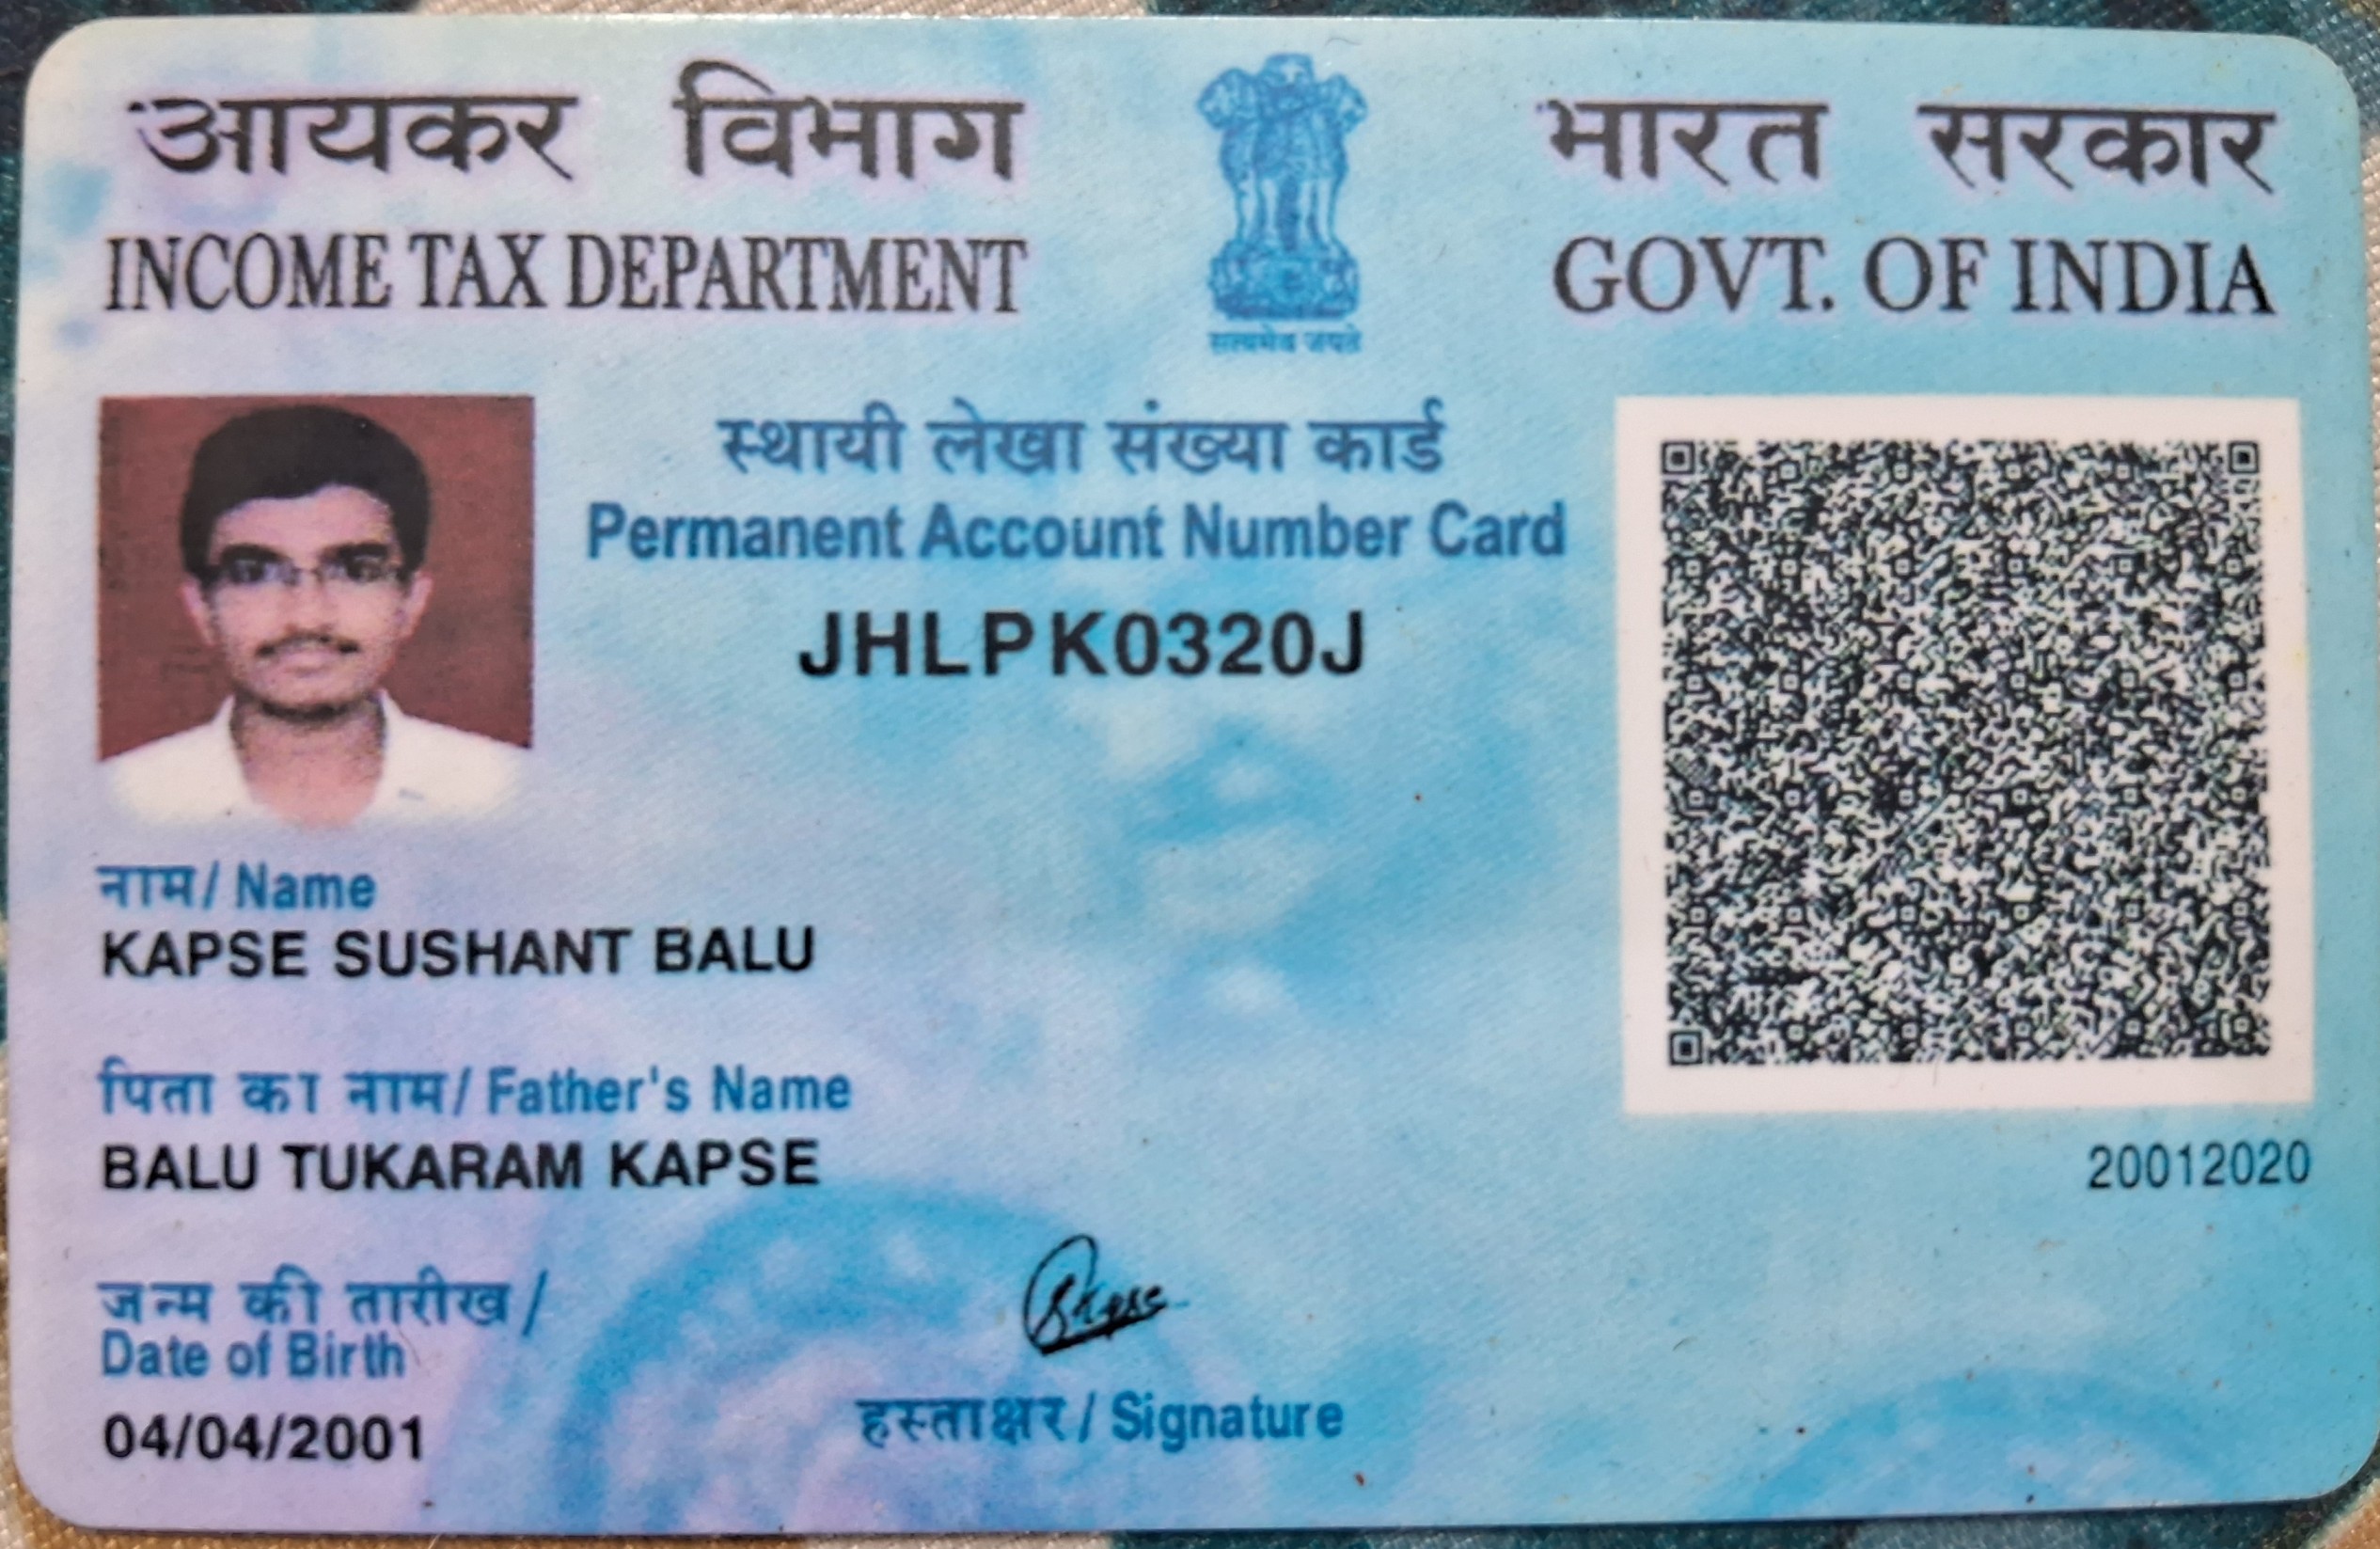 आयकर विभाग
INCOME TAX DEPARTMENT
सत्यमेव जयते
भारत सरकार
GOVT. OF INDIA
स्थायी लेखा संख्या कार्ड
Permanent Account Number Card
JHLPK0320J
नाम / Name
KAPSE SUSHANT BALU
पिता का नाम / Father's Name
BALU TUKARAM KAPSE
20012020
जन्म की तारीख /
Date of Birth
04/04/2001
हस्ताक्षर / Signature